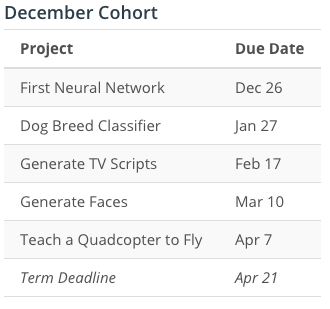 December Cohort
Project Due Date
First Neural Network Dec 26
Dog Breed Classifier Jan 27
Generate TV Scripts Feb 17
Generate Faces Mar 10
Teach a Quadcopter to Fly Apr 7
Term Deadline Apr 21